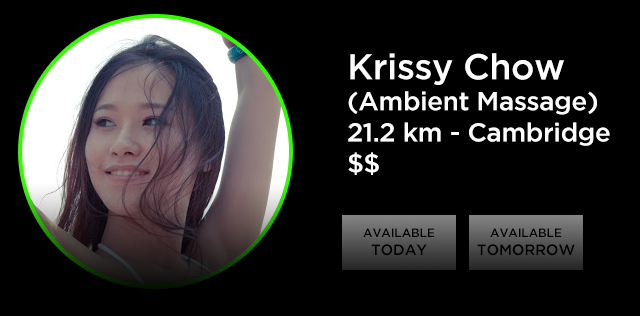 Krissy Chow
(Ambient Massage)
21.2 km - Cambridge
$$
AVAILABLE
TODAY
AVAILABLE
TOMORROW